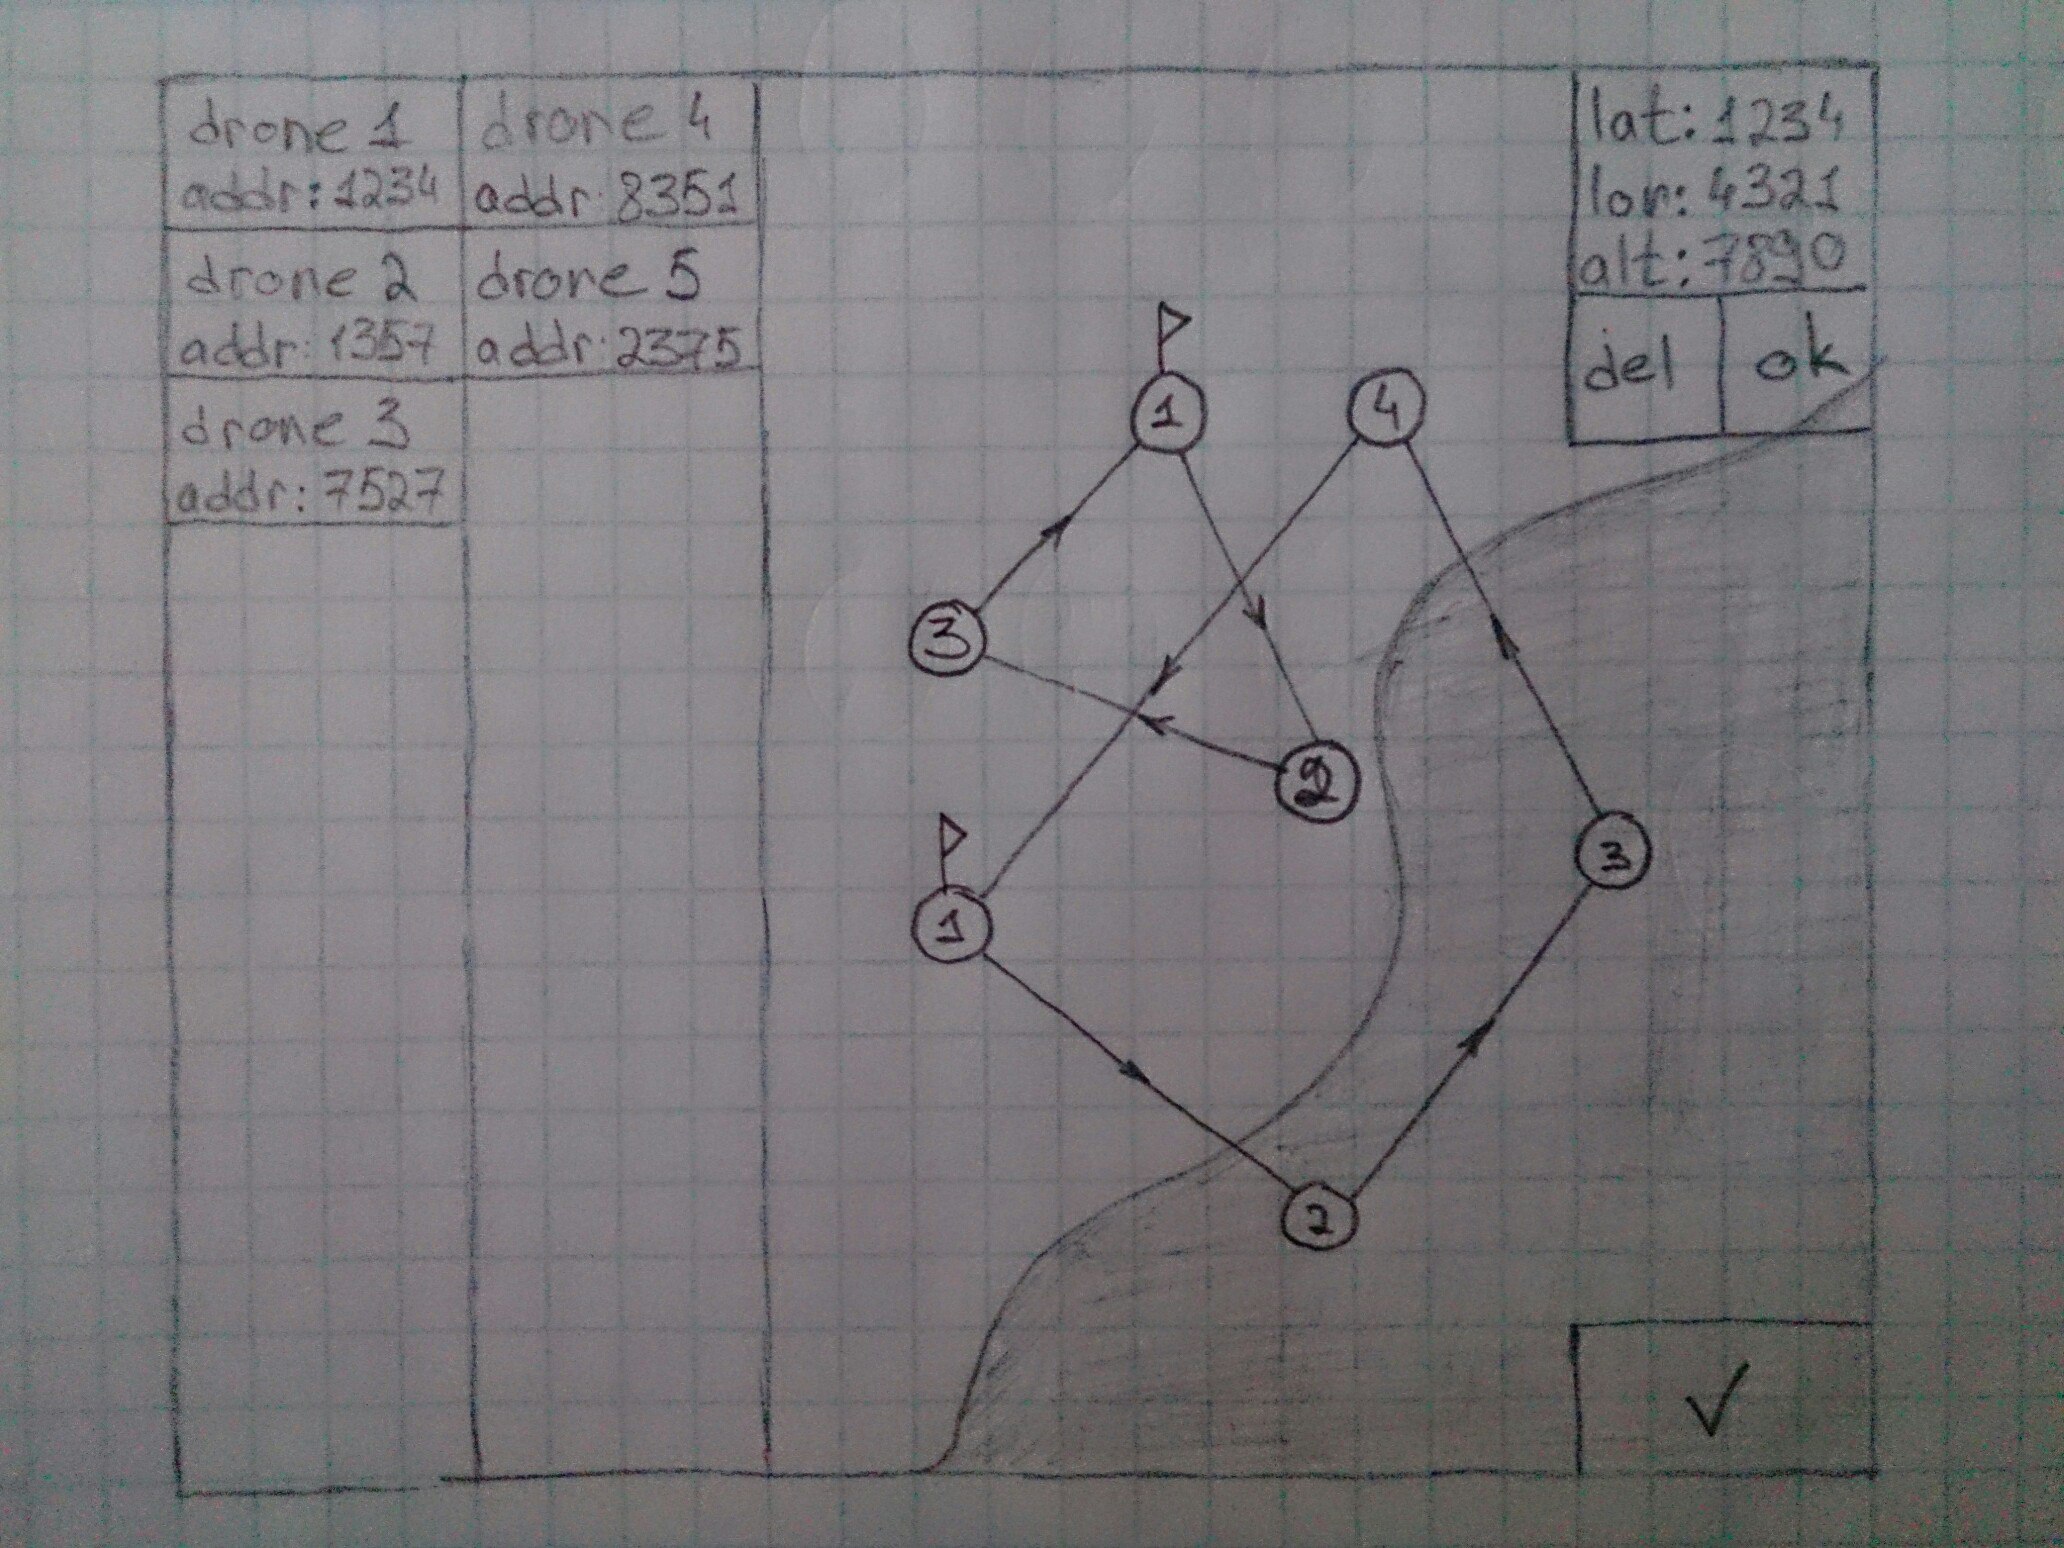 drone 1
addr: 1234
drone 4
addr: 8351
drone 2
addr: 1357
drone 5
addr: 2375
drone 3
addr: 7527
lat: 1234
lon: 4321
alt: 7890
del
ok
1
4
3
2
3
1
2